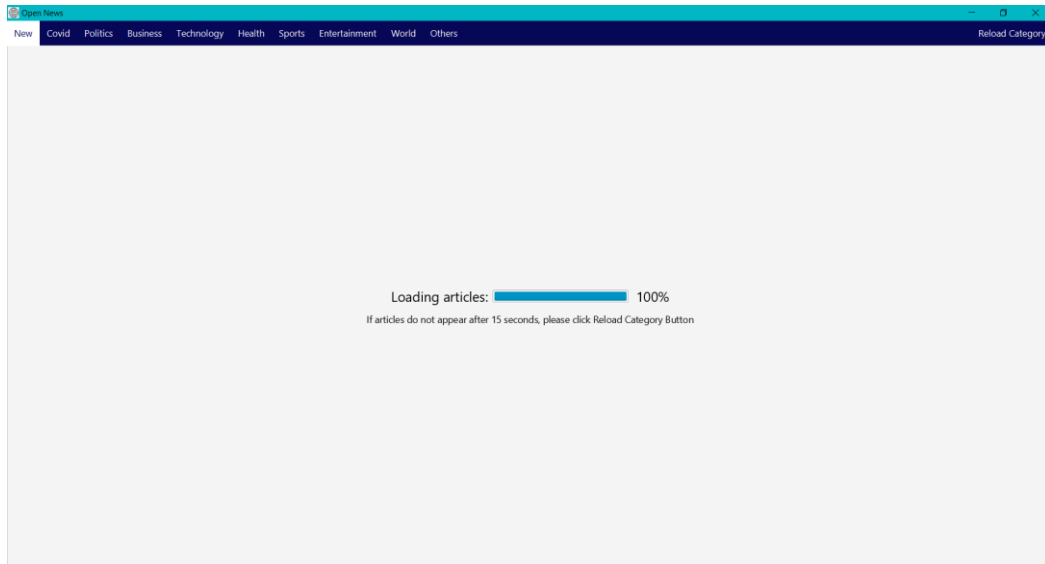 Open News
New Covid Politics Business Technology Health Sports Entertainment World Others Reload Category
Loading articles: 100%
If articles do not appear after 15 seconds, please click Reload Category Button